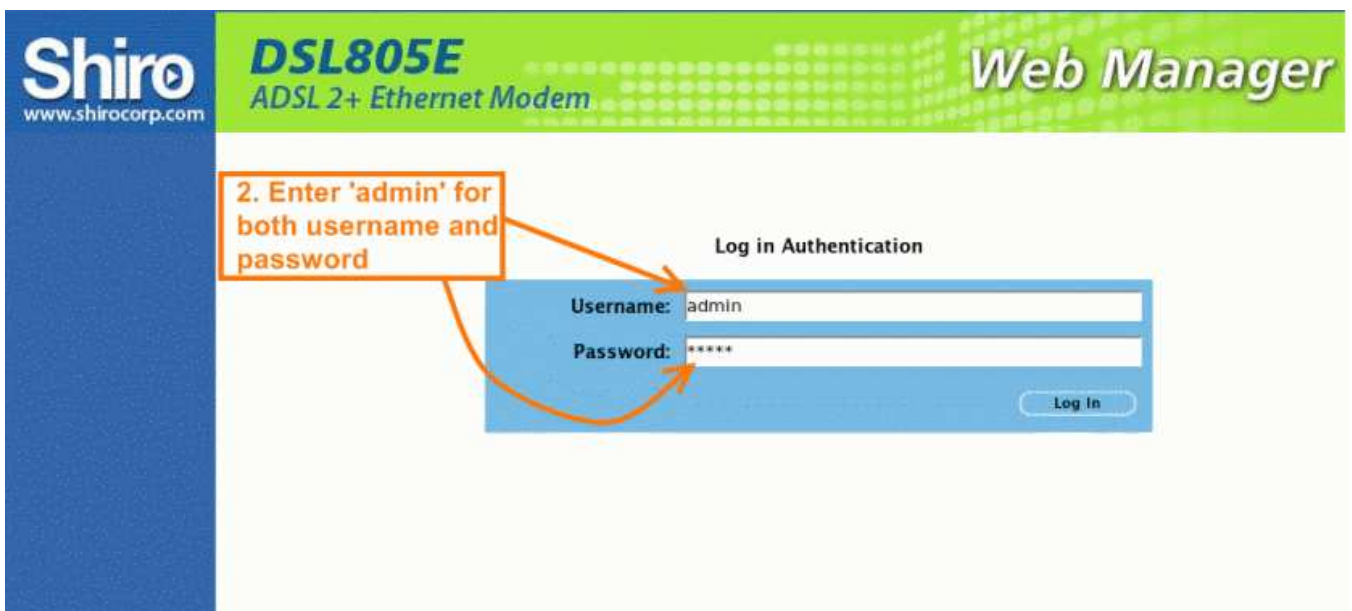 Shiro
www.shirocorp.com
DSL805E
ADSL 2+ Ethernet Modem
Web Manager
2. Enter 'admin' for
both username and
password
Log in Authentication
Username: admin
Password: *****
Log In